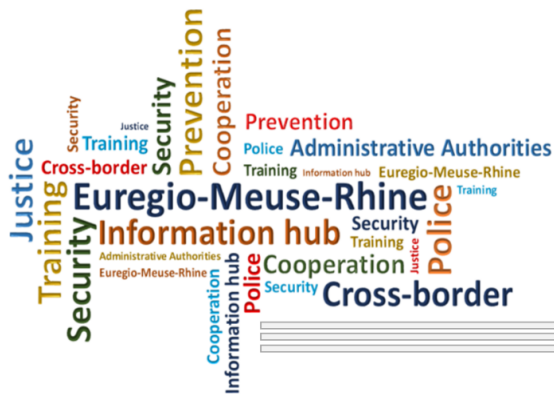 Prevention
Cooperation
Security
Security
Justice
Training
Prevention
Justice
Police
Administrative Authorities
Cross-border
Training
Information hub
Euregio-Meuse-Rhine
Training
Euregio-Meuse-Rhine
Training
Security
Police
Information hub
Security
Training
Justice
Administrative Authorities
Euregio-Meuse-Rhine
Cooperation
Information hub
Police
Cooperation
Security
Cross-border